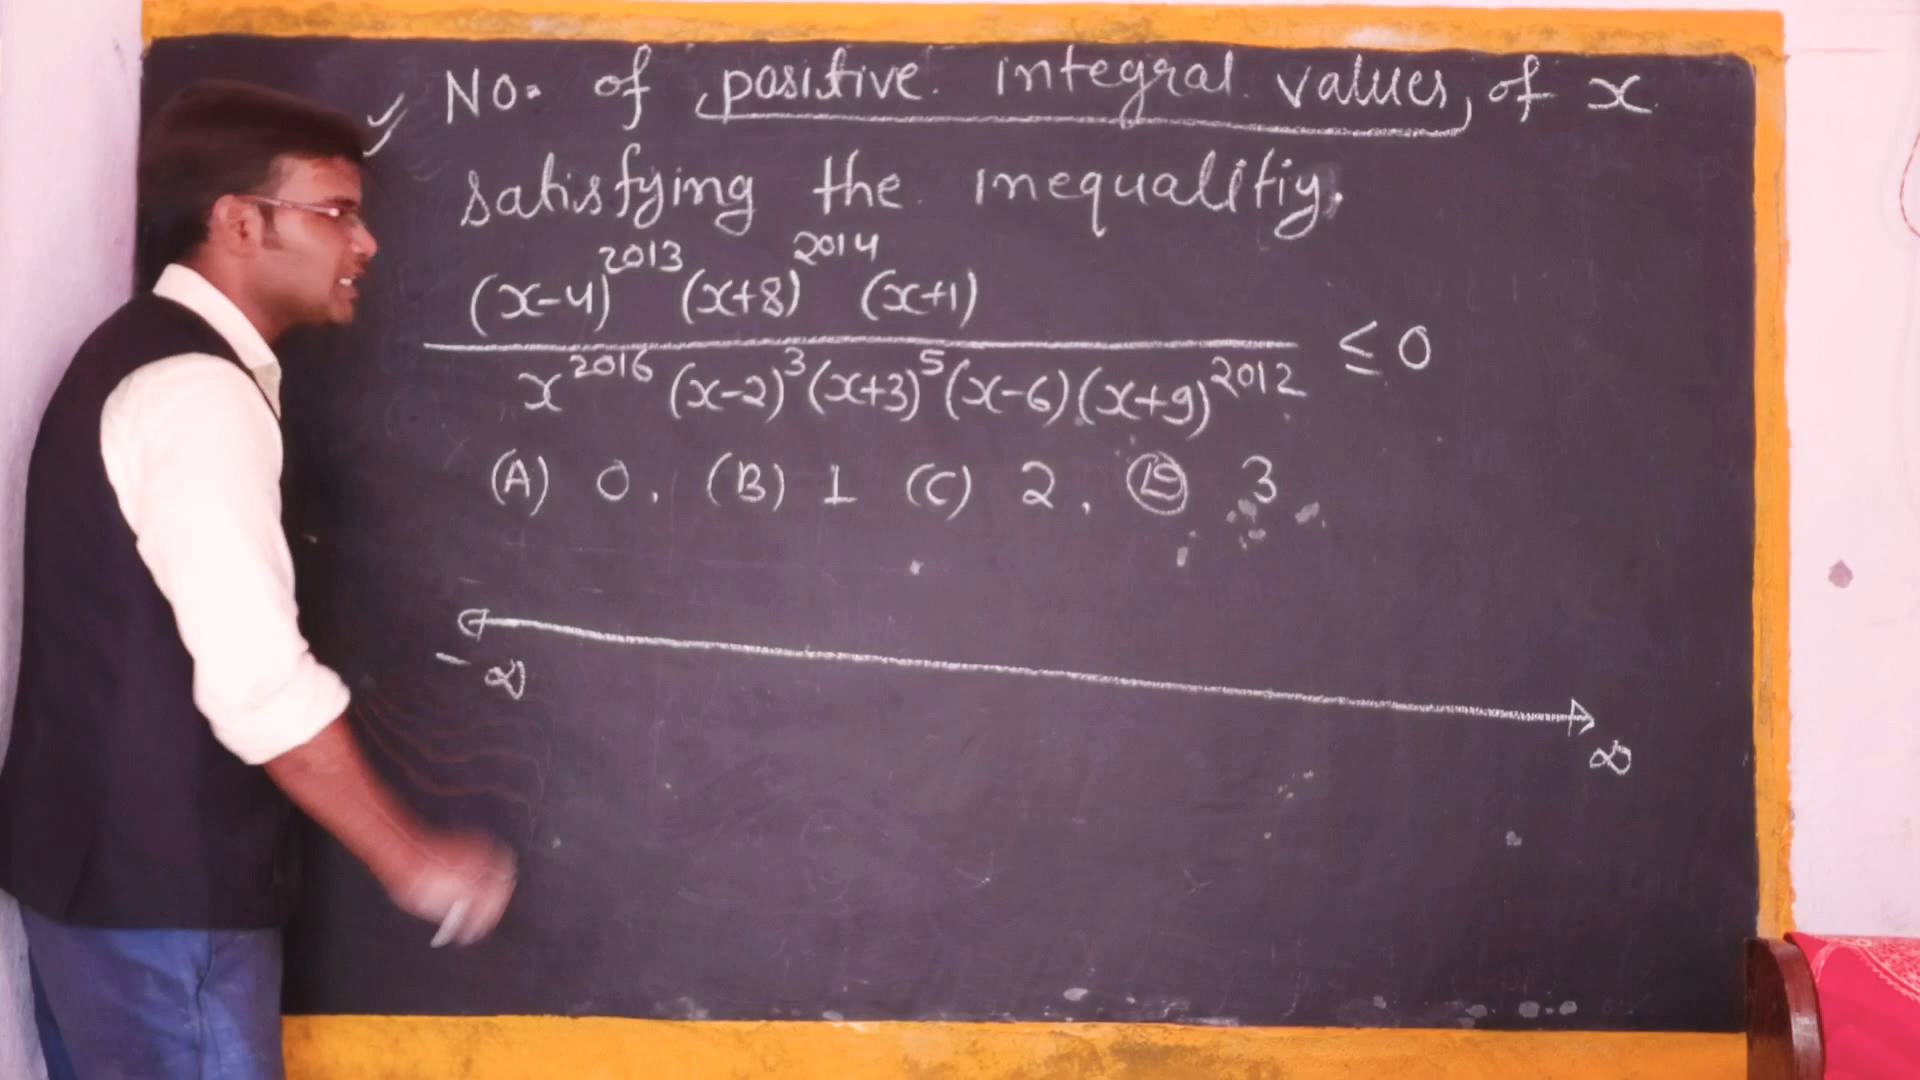 ✓ NO. of positive integral values, of x
satisfying the inequalitiy.
(x-4)^2013 (x+8)^2014 (x+1)
x^2016 (x-2)^3 (x+3)^5 (x-6) (x+9)^2012 ≤ 0
(A) 0. (B) 1 (C) 2, (D) 3
-∞ ∞